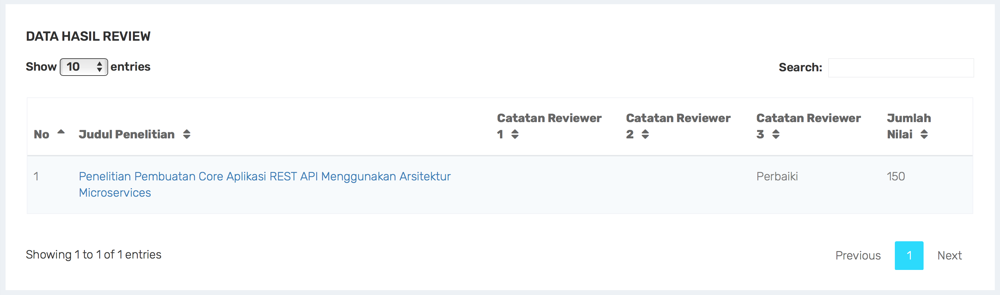 DATA HASIL REVIEW
Show 10 entries
Search:
No
Judul Penelitian
Catatan Reviewer
1
Catatan Reviewer
2
Catatan Reviewer
3
Jumlah
Nilai
1
Penelitian Pembuatan Core Aplikasi REST API Menggunakan Arsitektur
Microservices
Perbaiki
150
Showing 1 to 1 of 1 entries
Previous 1 Next